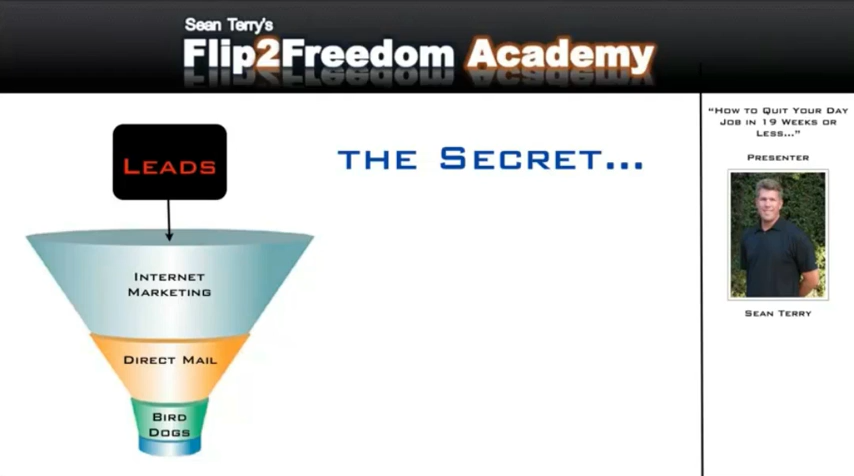 Sean Terry's
Flip2Freedom Academy
Leads
the Secret...
Internet
Marketing
Direct Mail
Bird
Dogs
"How to Quit Your Day
Job in 19 Weeks or
Less..."
Presenter
Sean Terry